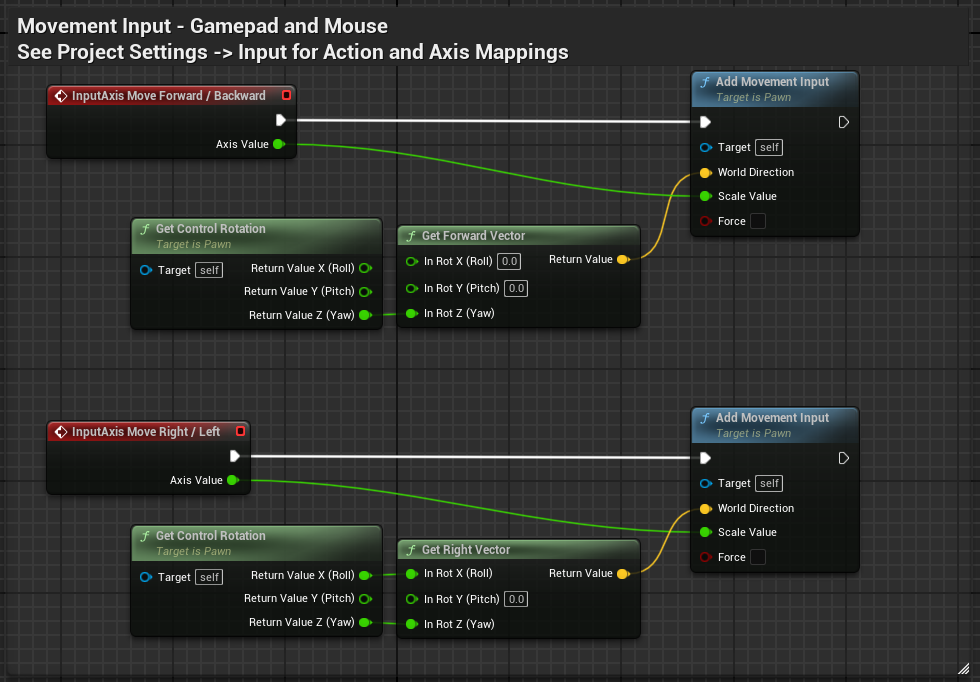 Movement Input - Gamepad and Mouse
See Project Settings -> Input for Action and Axis Mappings
InputAxis Move Forward / Backward
Axis Value
f Add Movement Input
Target is Pawn
Target self
World Direction
Scale Value
Force
f Get Control Rotation
Target is Pawn
Target self
Return Value X (Roll)
Return Value Y (Pitch)
Return Value Z (Yaw)
f Get Forward Vector
In Rot X (Roll) 0.0
Return Value
In Rot Y (Pitch) 0.0
In Rot Z (Yaw)
InputAxis Move Right / Left
Axis Value
f Add Movement Input
Target is Pawn
Target self
World Direction
Scale Value
Force
f Get Control Rotation
Target is Pawn
Target self
Return Value X (Roll)
Return Value Y (Pitch)
Return Value Z (Yaw)
f Get Right Vector
In Rot X (Roll)
Return Value
In Rot Y (Pitch) 0.0
In Rot Z (Yaw)